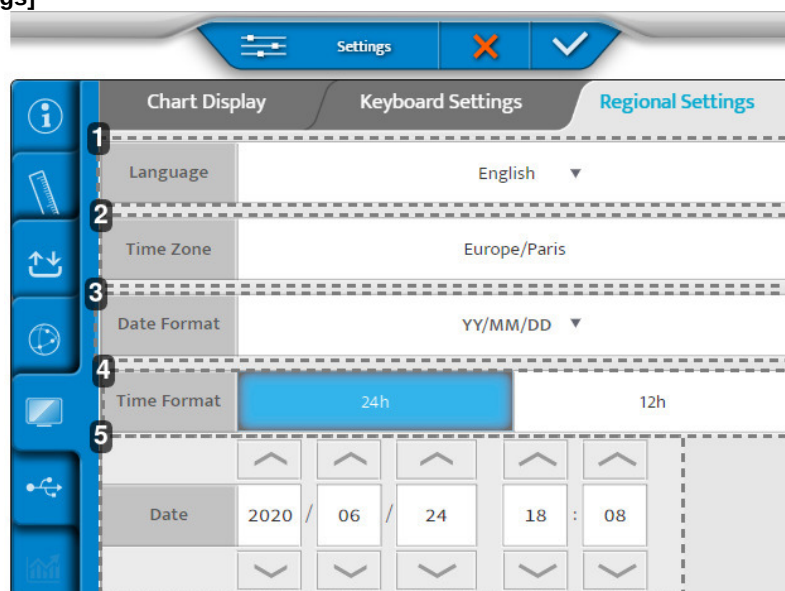 gs]
Settings
Chart Display Keyboard Settings Regional Settings
1
Language English
2
Time Zone Europe/Paris
3
Date Format YY/MM/DD
4
Time Format 24h 12h
5
Date 2020 / 06 / 24 18 : 08